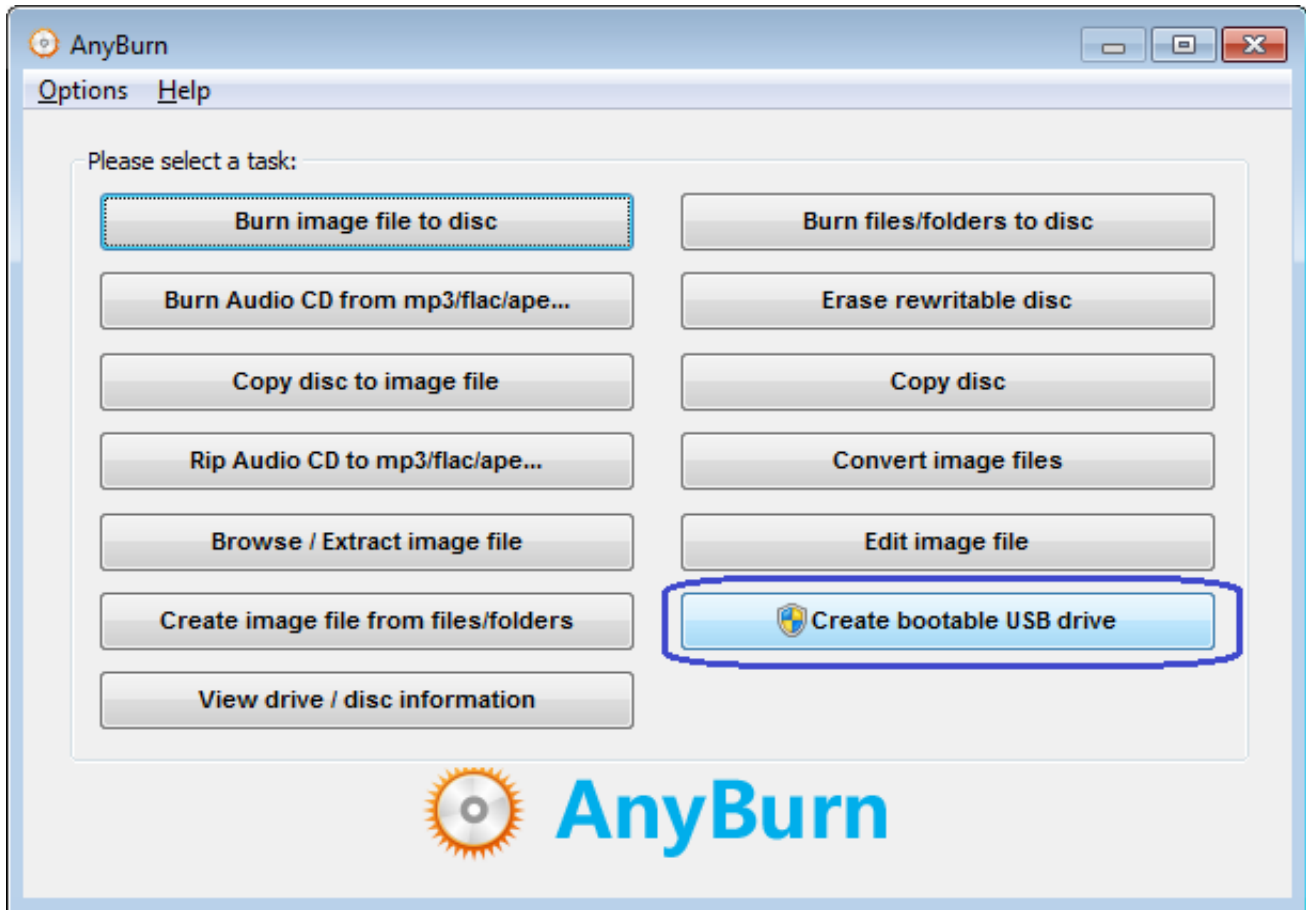 AnyBurn
Options Help
Please select a task:
Burn image file to disc
Burn files/folders to disc
Burn Audio CD from mp3/flac/ape...
Erase rewritable disc
Copy disc to image file
Copy disc
Rip Audio CD to mp3/flac/ape...
Convert image files
Browse / Extract image file
Edit image file
Create image file from files/folders
Create bootable USB drive
View drive / disc information
AnyBurn